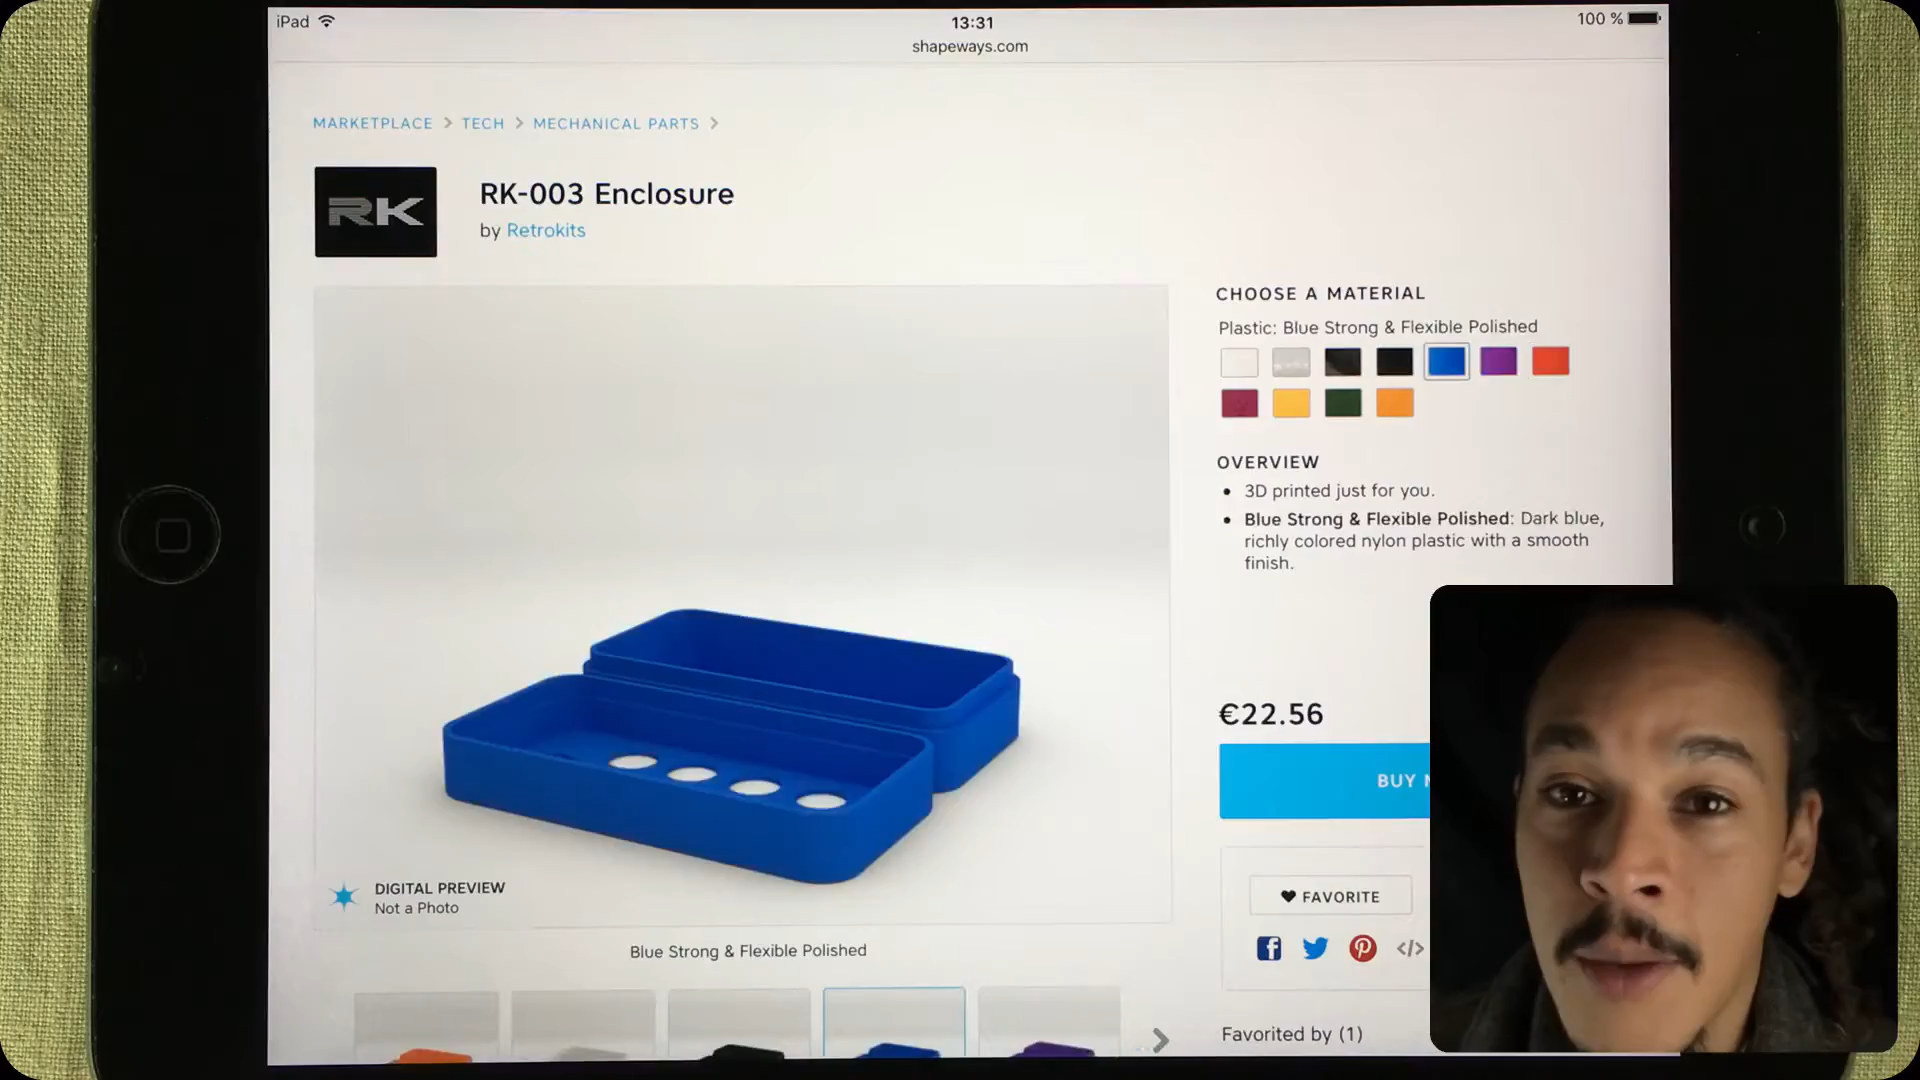 iPad
13:31
100 %
shapeways.com
MARKETPLACE > TECH > MECHANICAL PARTS >
RK
RK-003 Enclosure
by Retrokits
CHOOSE A MATERIAL
Plastic: Blue Strong & Flexible Polished
OVERVIEW
• 3D printed just for you.
• Blue Strong & Flexible Polished: Dark blue,
richly colored nylon plastic with a smooth
finish.
€22.56
BUY
FAVORITE
</>
Favorited by (1)
DIGITAL PREVIEW
Not a Photo
Blue Strong & Flexible Polished